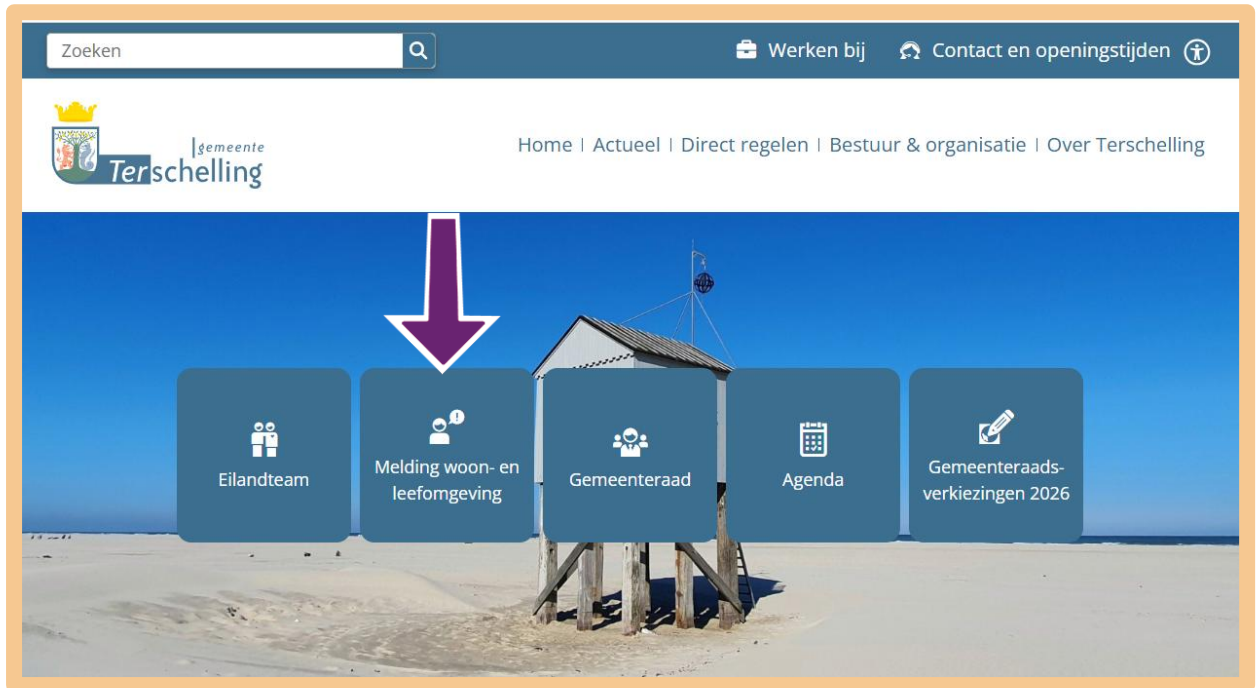 Zoeken
Werken bij
Contact en openingstijden
gemeente
Terschelling
Home | Actueel | Direct regelen | Bestuur & organisatie | Over Terschelling
Eilandteam
Melding woon- en
leefomgeving
Gemeenteraad
Agenda
Gemeenteraads-
verkiezingen 2026